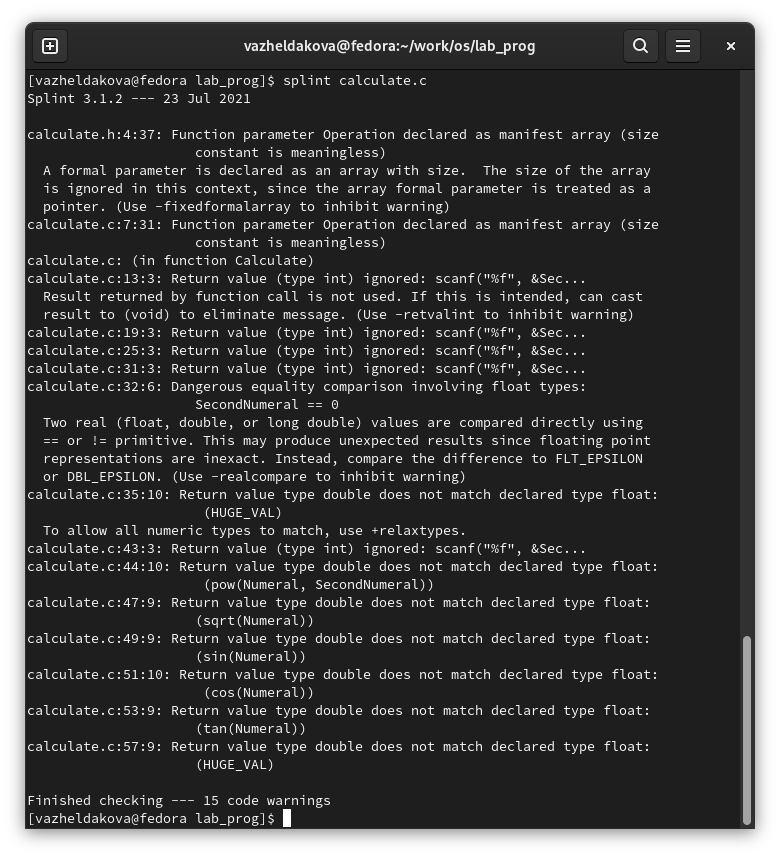 vazheldakova@fedora:~/work/os/lab_prog
[vazheldakova@fedora lab_prog]$ splint calculate.c
Splint 3.1.2 --- 23 Jul 2021
calculate.h:4:37: Function parameter Operation declared as manifest array (size
constant is meaningless)
A formal parameter is declared as an array with size.  The size of the array
is ignored in this context, since the array formal parameter is treated as a
pointer. (Use -fixedformalarray to inhibit warning)
calculate.c:7:31: Function parameter Operation declared as manifest array (size
constant is meaningless)
calculate.c: (in function Calculate)
calculate.c:13:3: Return value (type int) ignored: scanf("%f", &Sec...
Result returned by function call is not used. If this is intended, can cast
result to (void) to eliminate message. (Use -retvalint to inhibit warning)
calculate.c:19:3: Return value (type int) ignored: scanf("%f", &Sec...
calculate.c:25:3: Return value (type int) ignored: scanf("%f", &Sec...
calculate.c:31:3: Return value (type int) ignored: scanf("%f", &Sec...
calculate.c:32:6: Dangerous equality comparison involving float types:
SecondNumeral == 0
Two real (float, double, or long double) values are compared directly using
== or != primitive. This may produce unexpected results since floating point
representations are inexact. Instead, compare the difference to FLT_EPSILON
or DBL_EPSILON. (Use -realcompare to inhibit warning)
calculate.c:35:10: Return value type double does not match declared type float:
(HUGE_VAL)
To allow all numeric types to match, use +relaxtypes.
calculate.c:43:3: Return value (type int) ignored: scanf("%f", &Sec...
calculate.c:44:10: Return value type double does not match declared type float:
(pow(Numeral, SecondNumeral))
calculate.c:47:9: Return value type double does not match declared type float:
(sqrt(Numeral))
calculate.c:49:9: Return value type double does not match declared type float:
(sin(Numeral))
calculate.c:51:10: Return value type double does not match declared type float:
(cos(Numeral))
calculate.c:53:9: Return value type double does not match declared type float:
(tan(Numeral))
calculate.c:57:9: Return value type double does not match declared type float:
(HUGE_VAL)
Finished checking --- 15 code warnings
[vazheldakova@fedora lab_prog]$